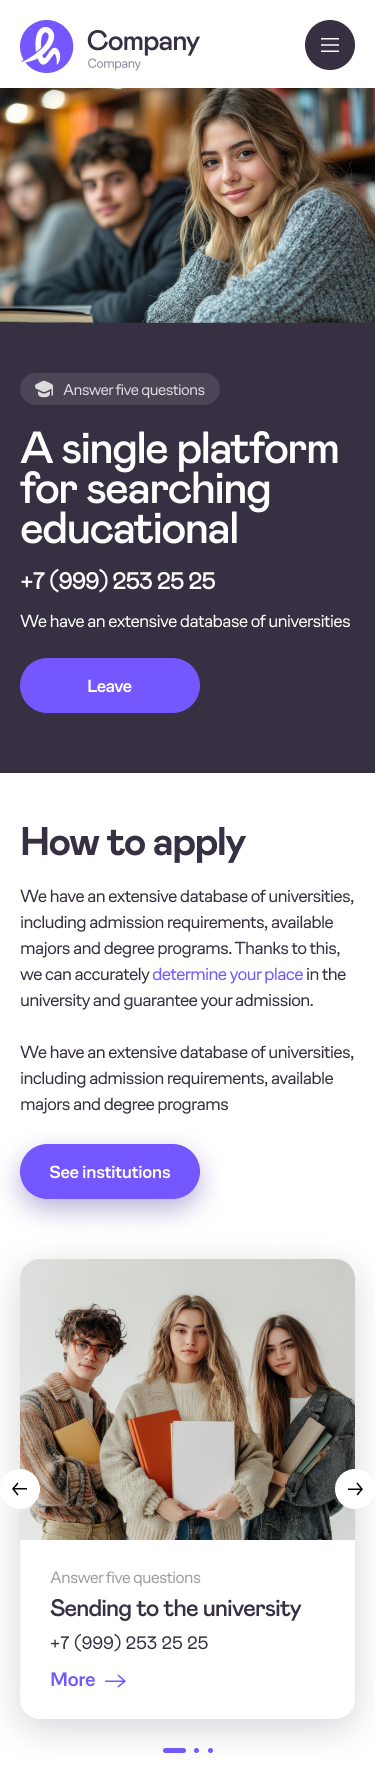 Company
Company
Answer five questions
A single platform
for searching
educational
+7 (999) 253 25 25
We have an extensive database of universities
Leave
How to apply
We have an extensive database of universities,
including admission requirements, available
majors and degree programs. Thanks to this,
we can accurately determine your place in the
university and guarantee your admission.
We have an extensive database of universities,
including admission requirements, available
majors and degree programs
See institutions
Answer five questions
Sending to the university
+7 (999) 253 25 25
More